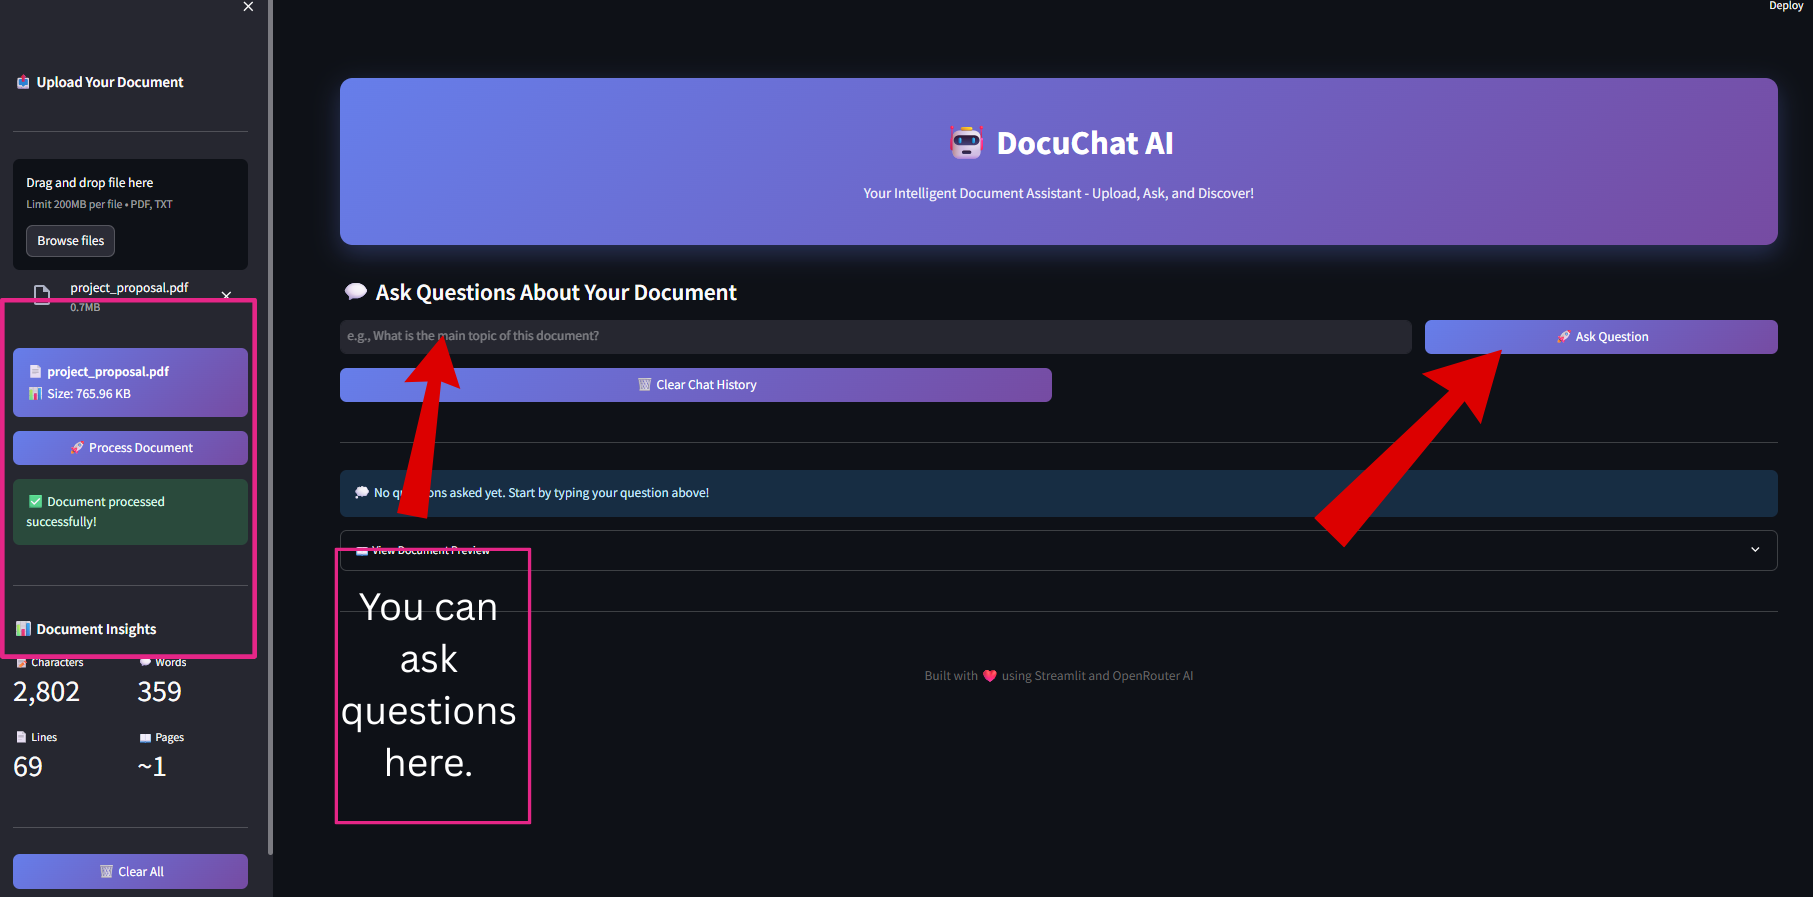 Deploy
Upload Your Document
Drag and drop file here
Limit 200MB per file • PDF, TXT
Browse files
project_proposal.pdf
0.7MB
project_proposal.pdf
Size: 765.96 KB
Process Document
Document processed
successfully!
Document Insights
Characters
2,802
Words
359
Lines
69
Pages
~1
Clear All
DocuChat AI
Your Intelligent Document Assistant - Upload, Ask, and Discover!
Ask Questions About Your Document
e.g., What is the main topic of this document?
Ask Question
Clear Chat History
No questions asked yet. Start by typing your question above!
View Document Preview
You can
ask
questions
here.
Built with ❤️ using Streamlit and OpenRouter AI